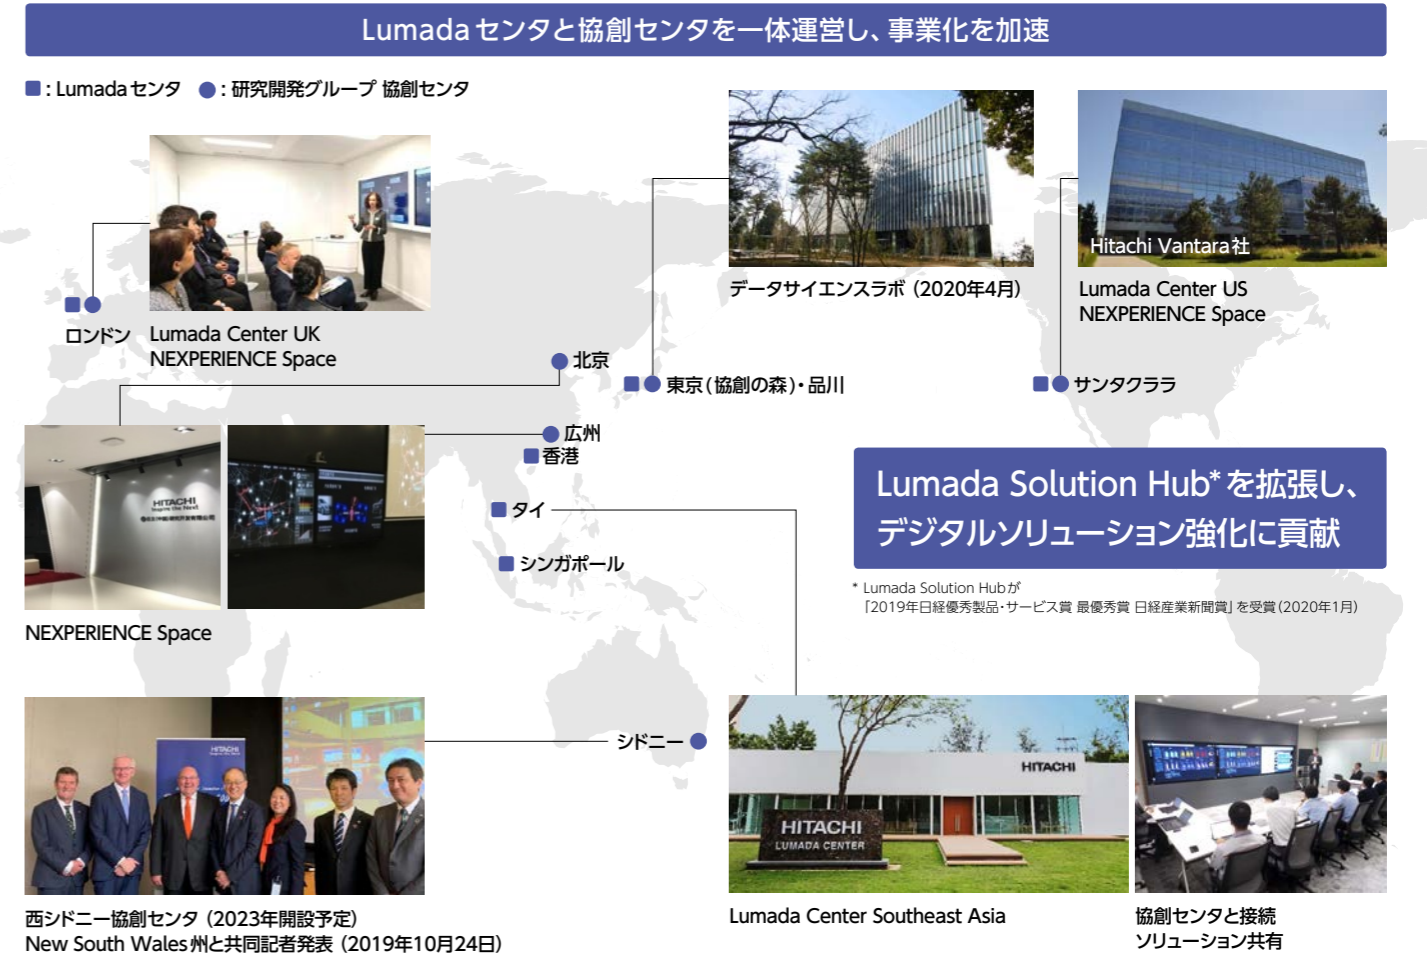 Lumadaセンタと協創センタを一体運営し、事業化を加速
■：Lumadaセンタ ●：研究開発グループ 協創センタ
ロンドン
Lumada Center UK
NEXPERIENCE Space
データサイエンスラボ（2020年4月）
Hitachi Vantara社
Lumada Center US
NEXPERIENCE Space
北京
東京(協創の森)・品川
サンタクララ
広州
香港
タイ
シンガポール
HITACHI
Inspire the Next
NEXPERIENCE Space
Lumada Solution Hub*を拡張し、
デジタルソリューション強化に貢献
* Lumada Solution Hubが
「2019年日経優秀製品・サービス賞 最優秀賞 日経産業新聞賞」を受賞（2020年1月）
シドニー
HITACHI
西シドニー協創センタ（2023年開設予定）
New South Wales州と共同記者発表（2019年10月24日）
HITACHI
HITACHI
LUMADA CENTER
Lumada Center Southeast Asia
協創センタと接続
ソリューション共有